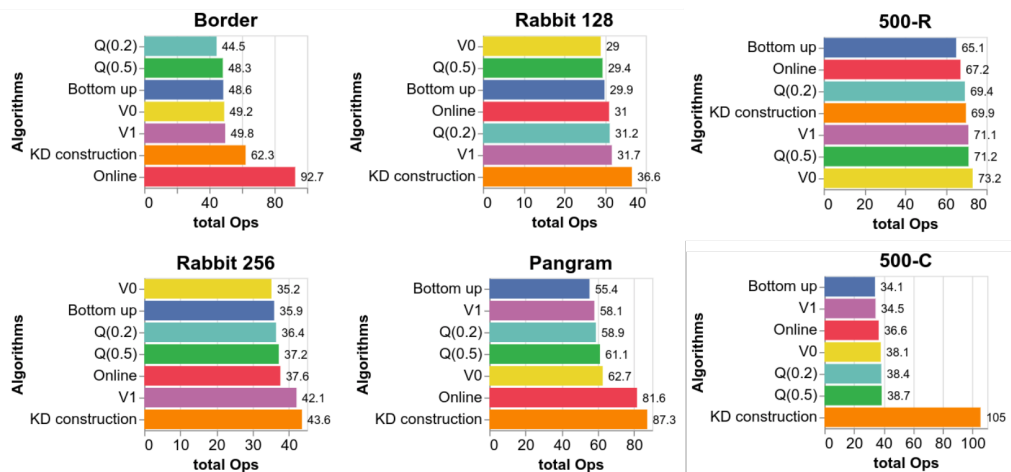 Border
Algorithms
Q(0.2) 44.5
Q(0.5) 48.3
Bottom up 48.6
V0 49.2
V1 49.8
KD construction 62.3
Online 92.7
0 40 80
total Ops
Rabbit 128
Algorithms
V0 29
Q(0.5) 29.4
Bottom up 29.9
Online 31
Q(0.2) 31.2
V1 31.7
KD construction 36.6
0 10 20 30 40
total Ops
500-R
Algorithms
Bottom up 65.1
Online 67.2
Q(0.2) 69.4
KD construction 69.9
V1 71.1
Q(0.5) 71.2
V0 73.2
0 20 40 60 80
total Ops
Rabbit 256
Algorithms
V0 35.2
Bottom up 35.9
Q(0.2) 36.4
Q(0.5) 37.2
Online 37.6
V1 42.1
KD construction 43.6
0 10 20 30 40
total Ops
Pangram
Algorithms
Bottom up 55.4
V1 58.1
Q(0.2) 58.9
Q(0.5) 61.1
V0 62.7
Online 81.6
KD construction 87.3
0 20 40 60 80
total Ops
500-C
Algorithms
Bottom up 34.1
V1 34.5
Online 36.6
V0 38.1
Q(0.2) 38.4
Q(0.5) 38.7
KD construction 105
0 20 40 60 80 100
total Ops